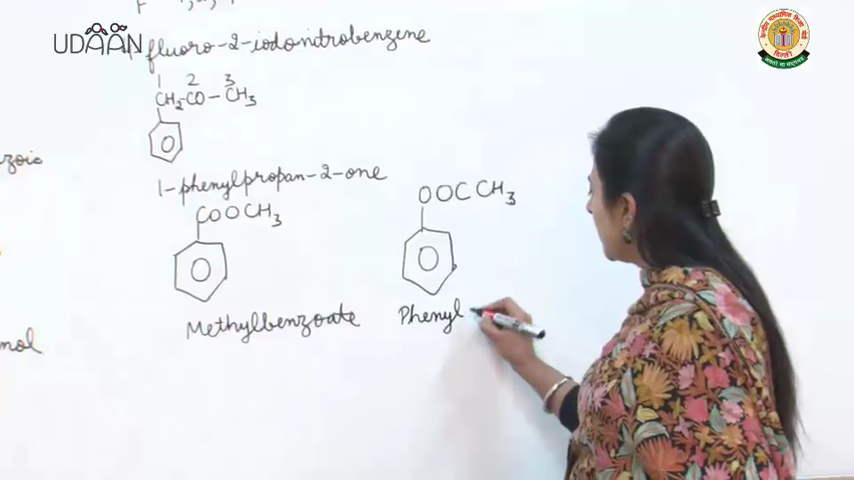 UDAAN
fluoro-2-iodonitrobenzene
1 2 3
CH2-CO-CH3
1-phenylpropan-2-one
COOCH3
OOCCH3
Methylbenzoate
Phenyl
zoic
nol